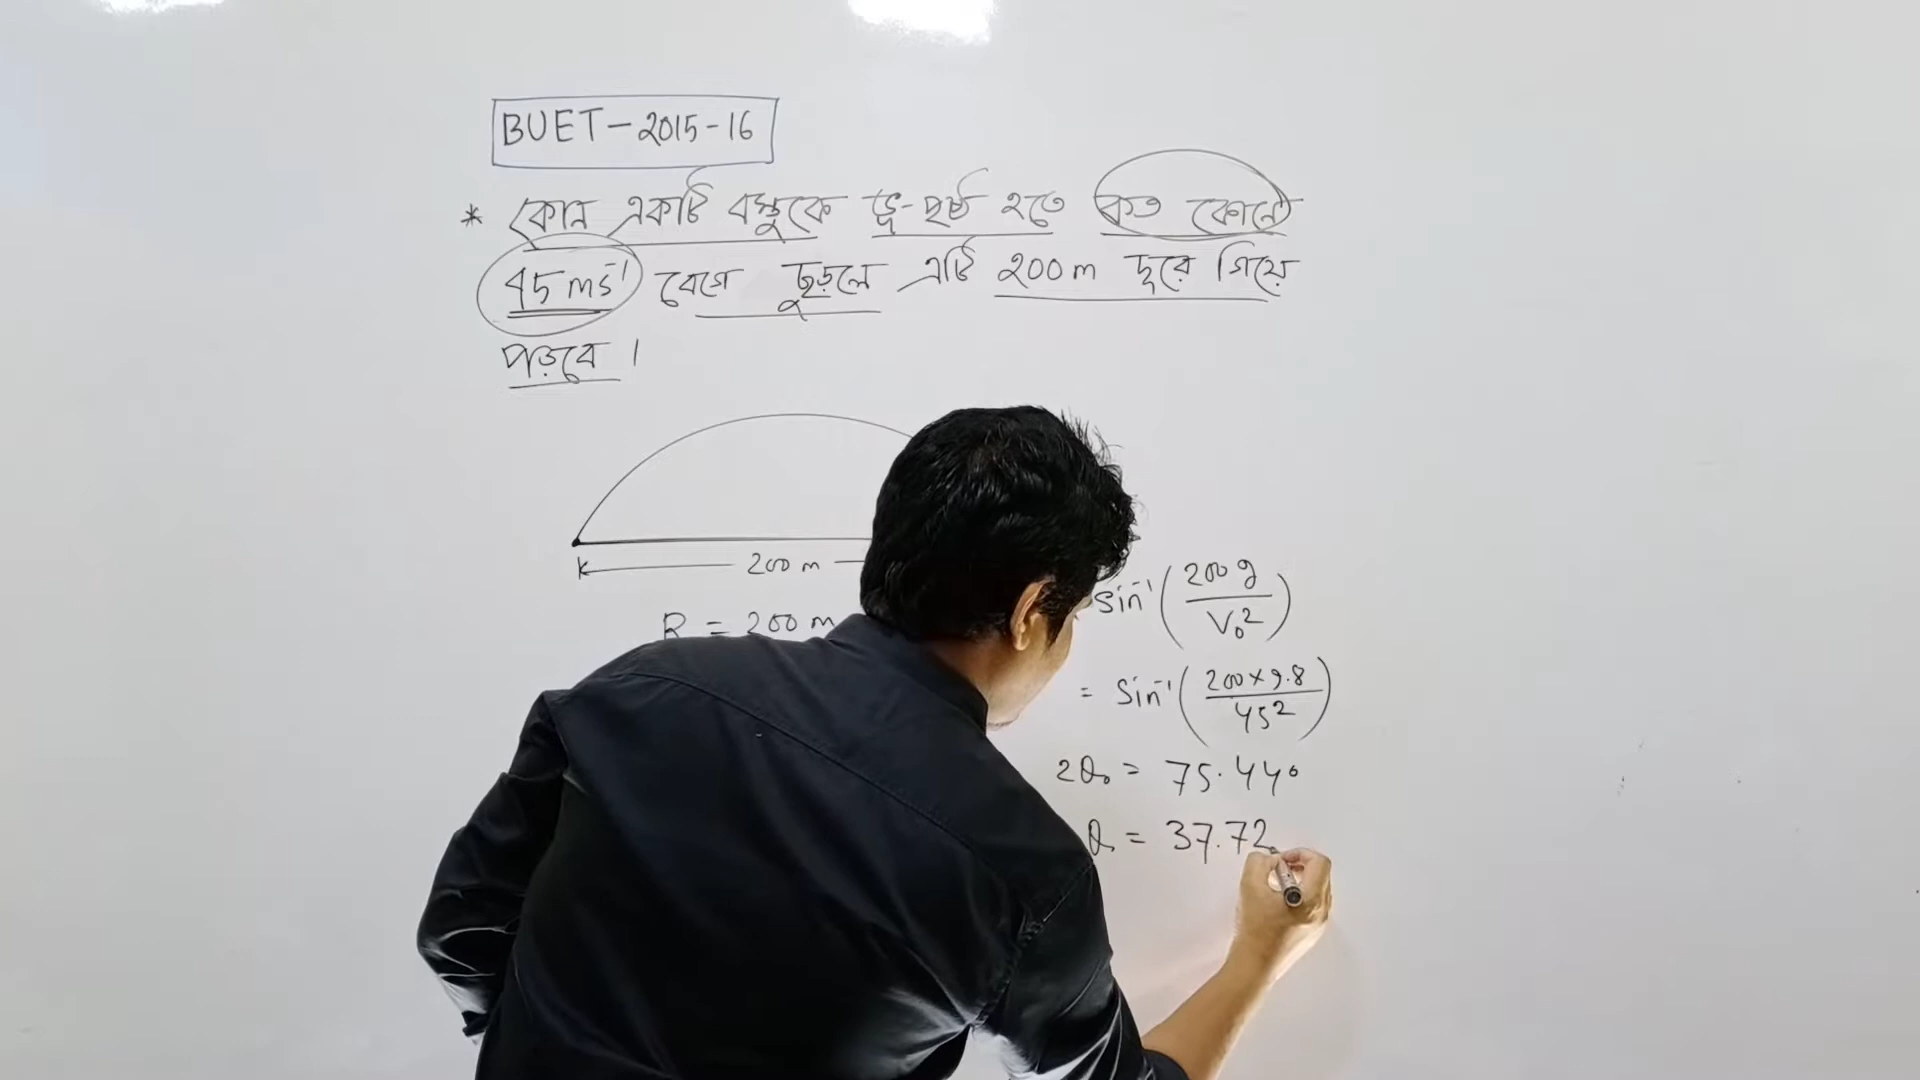 BUET-2015-16
* কোন একটি বস্তুকে ভূ-পৃষ্ঠ হতে কত কোণে
45 ms⁻¹ বেগে ছুড়লে এটি 200 m দূরে গিয়ে
পড়বে।
200 m
R = 200 m
sin⁻¹(200 g / V₀²)
= sin⁻¹(200 × 9.8 / 45²)
2θ₀ = 75.44°
θ₀ = 37.72